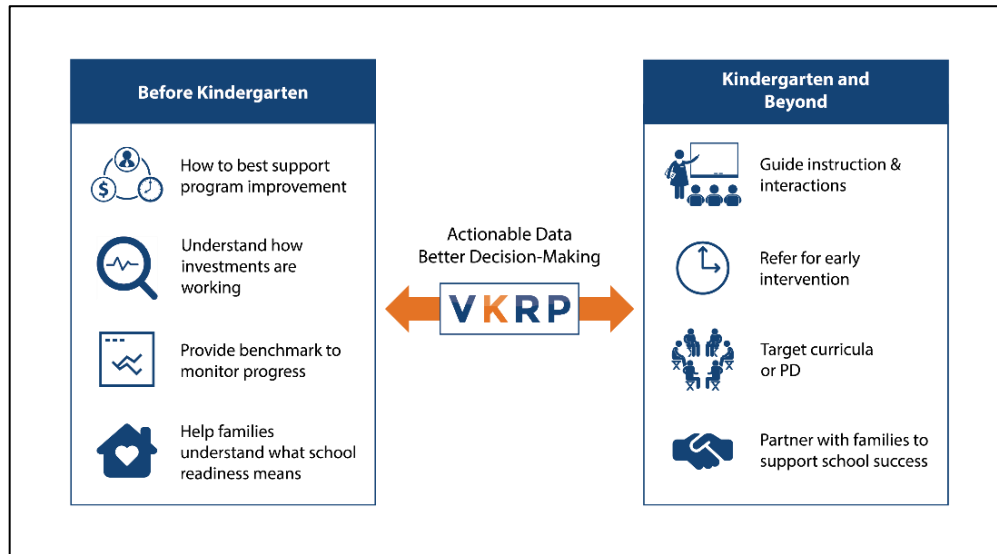 Before Kindergarten
How to best support
program improvement
Understand how
investments are
working
Provide benchmark to
monitor progress
Help families
understand what school
readiness means
Actionable Data
Better Decision-Making
VKRP
Kindergarten and
Beyond
Guide instruction &
interactions
Refer for early
intervention
Target curricula
or PD
Partner with families to
support school success